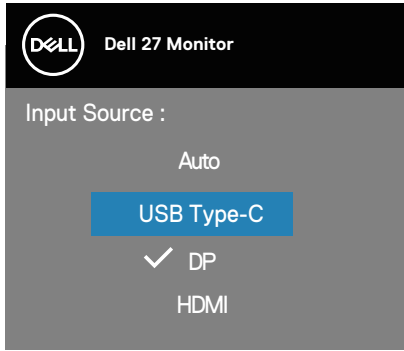 DELL Dell 27 Monitor
Input Source :
Auto
USB Type-C
DP
HDMI